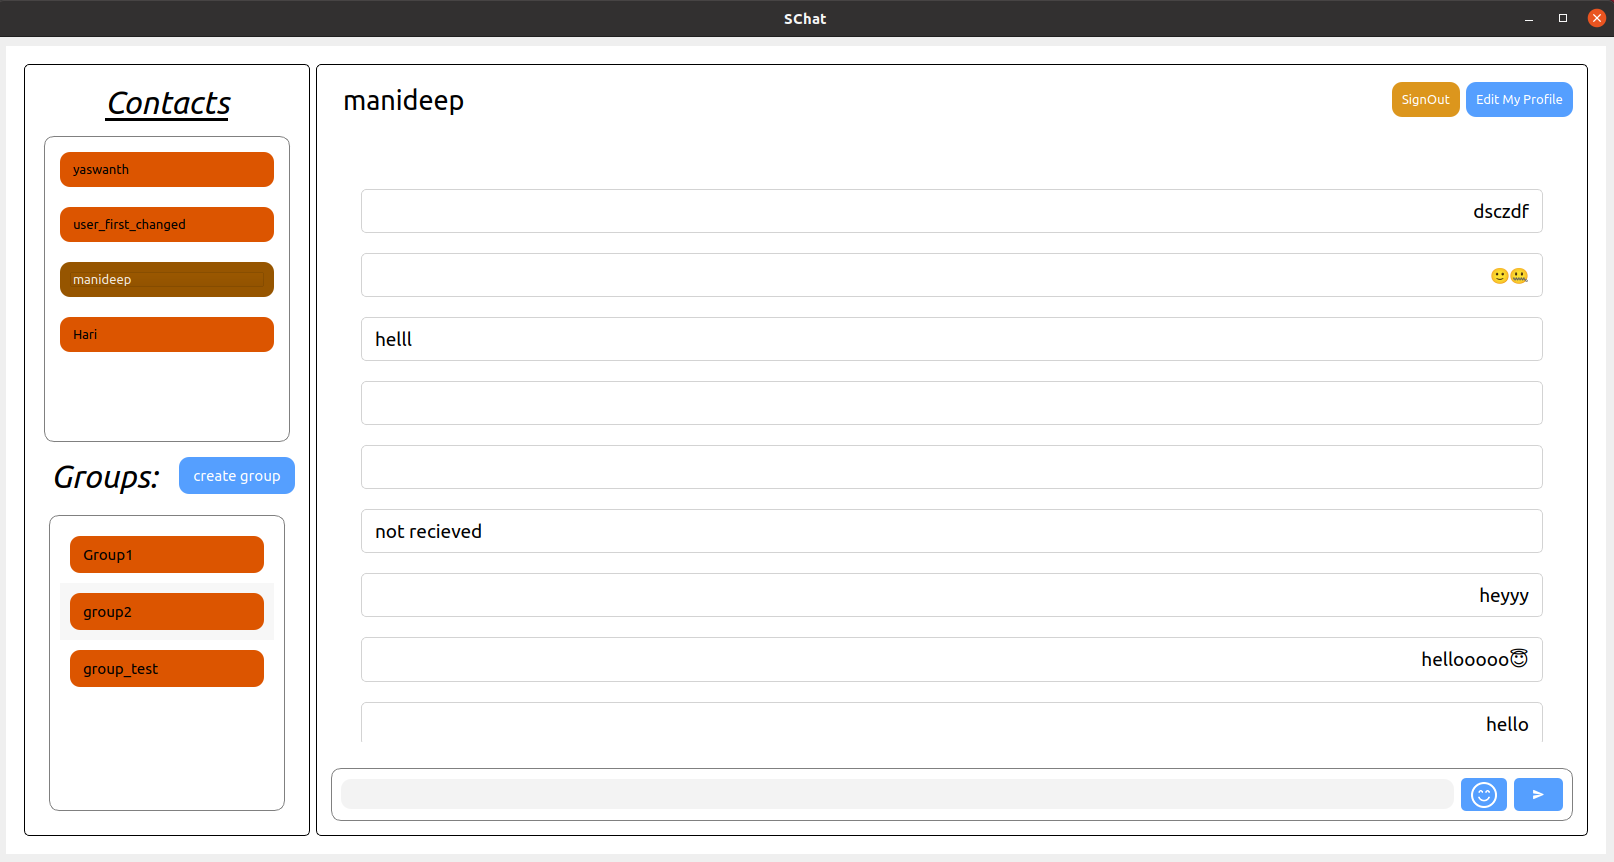 SChat
Contacts
yaswanth
user_first_changed
manideep
Hari
Groups:
create group
Group1
group2
group_test
manideep
SignOut
Edit My Profile
dsczdf
🙂🤐
helll
not recieved
heyyy
hellooooo😇
hello